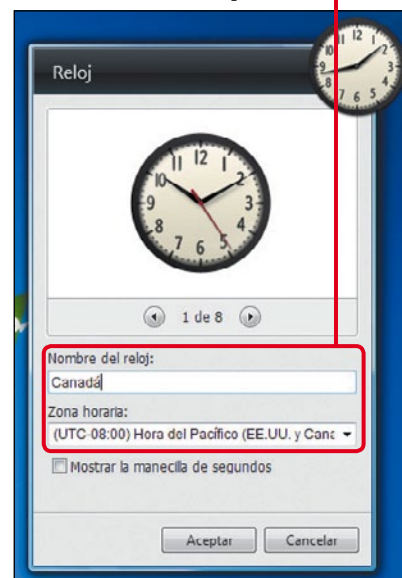 Reloj
1 de 8
Nombre del reloj:
Canadá
Zona horaria:
(UTC-08:00) Hora del Pacífico (EE.UU. y Cana
Mostrar la manecilla de segundos
Aceptar
Cancelar